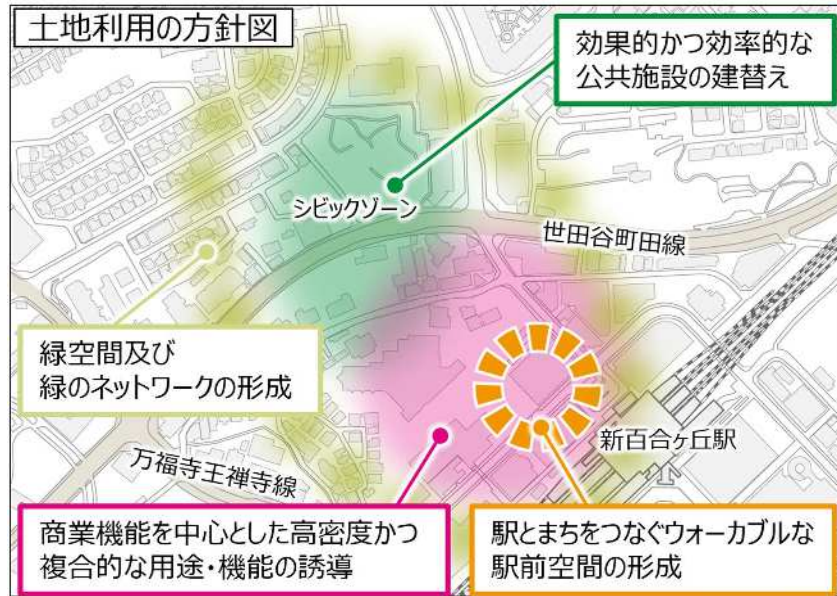 土地利用の方針図
効果的かつ効率的な
公共施設の建替え
シビックゾーン
世田谷町田線
緑空間及び
緑のネットワークの形成
新百合ヶ丘駅
万福寺王禅寺線
商業機能を中心とした高密度かつ
複合的な用途・機能の誘導
駅とまちをつなぐウォーカブルな
駅前空間の形成